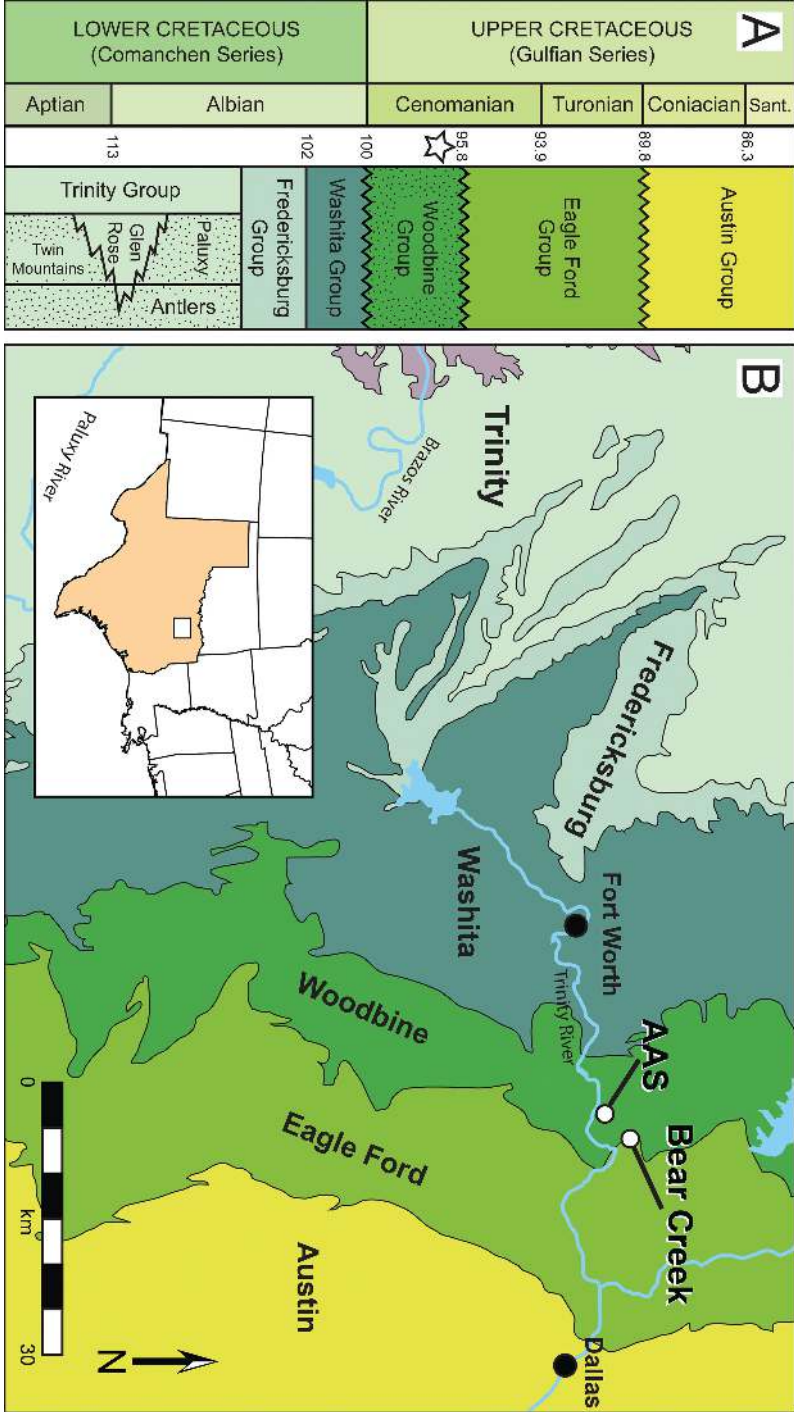 A
UPPER CRETACEOUS
(Gulfian Series)
LOWER CRETACEOUS
(Comanchen Series)
Sant.
Coniacian
Turonian
Cenomanian
Albian
Aptian
86.3
89.8
93.9
95.8
100
102
113
Austin Group
Eagle Ford
Group
Woodbine
Group
Washita Group
Fredericksburg
Group
Trinity Group
Paluxy
Glen
Rose
Twin
Mountains
Antlers
B
Trinity
Fredericksburg
Brazos River
Paluxy River
Fort Worth
Washita
Trinity River
AAS
Bear Creek
Woodbine
Eagle Ford
Austin
Dallas
0
km
30
N